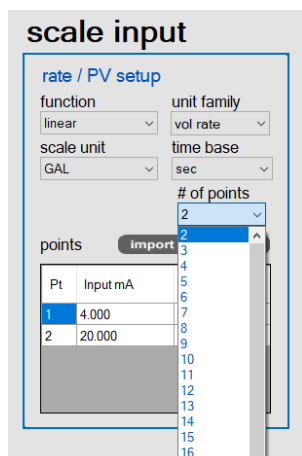 scale input
rate / PV setup
function unit family
linear vol rate
scale unit time base
GAL sec
# of points
2
points import
2
3
4
5
6
7
8
9
10
11
12
13
14
15
16
Pt Input mA
1 4.000
2 20.000